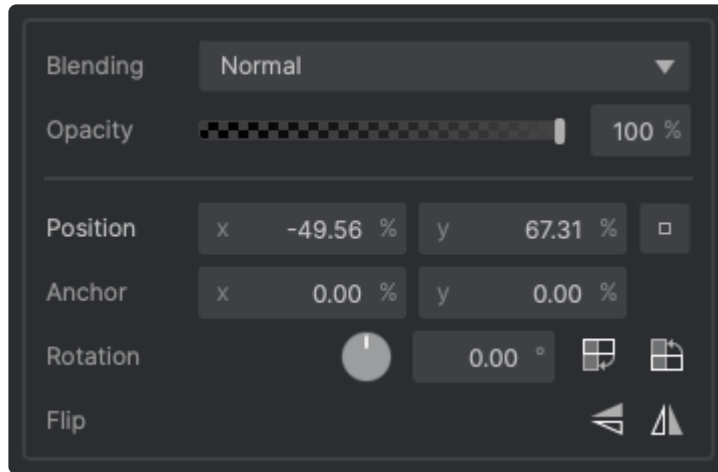 Blending Normal
Opacity 100 %
Position x -49.56 % y 67.31 %
Anchor x 0.00 % y 0.00 %
Rotation 0.00 °
Flip